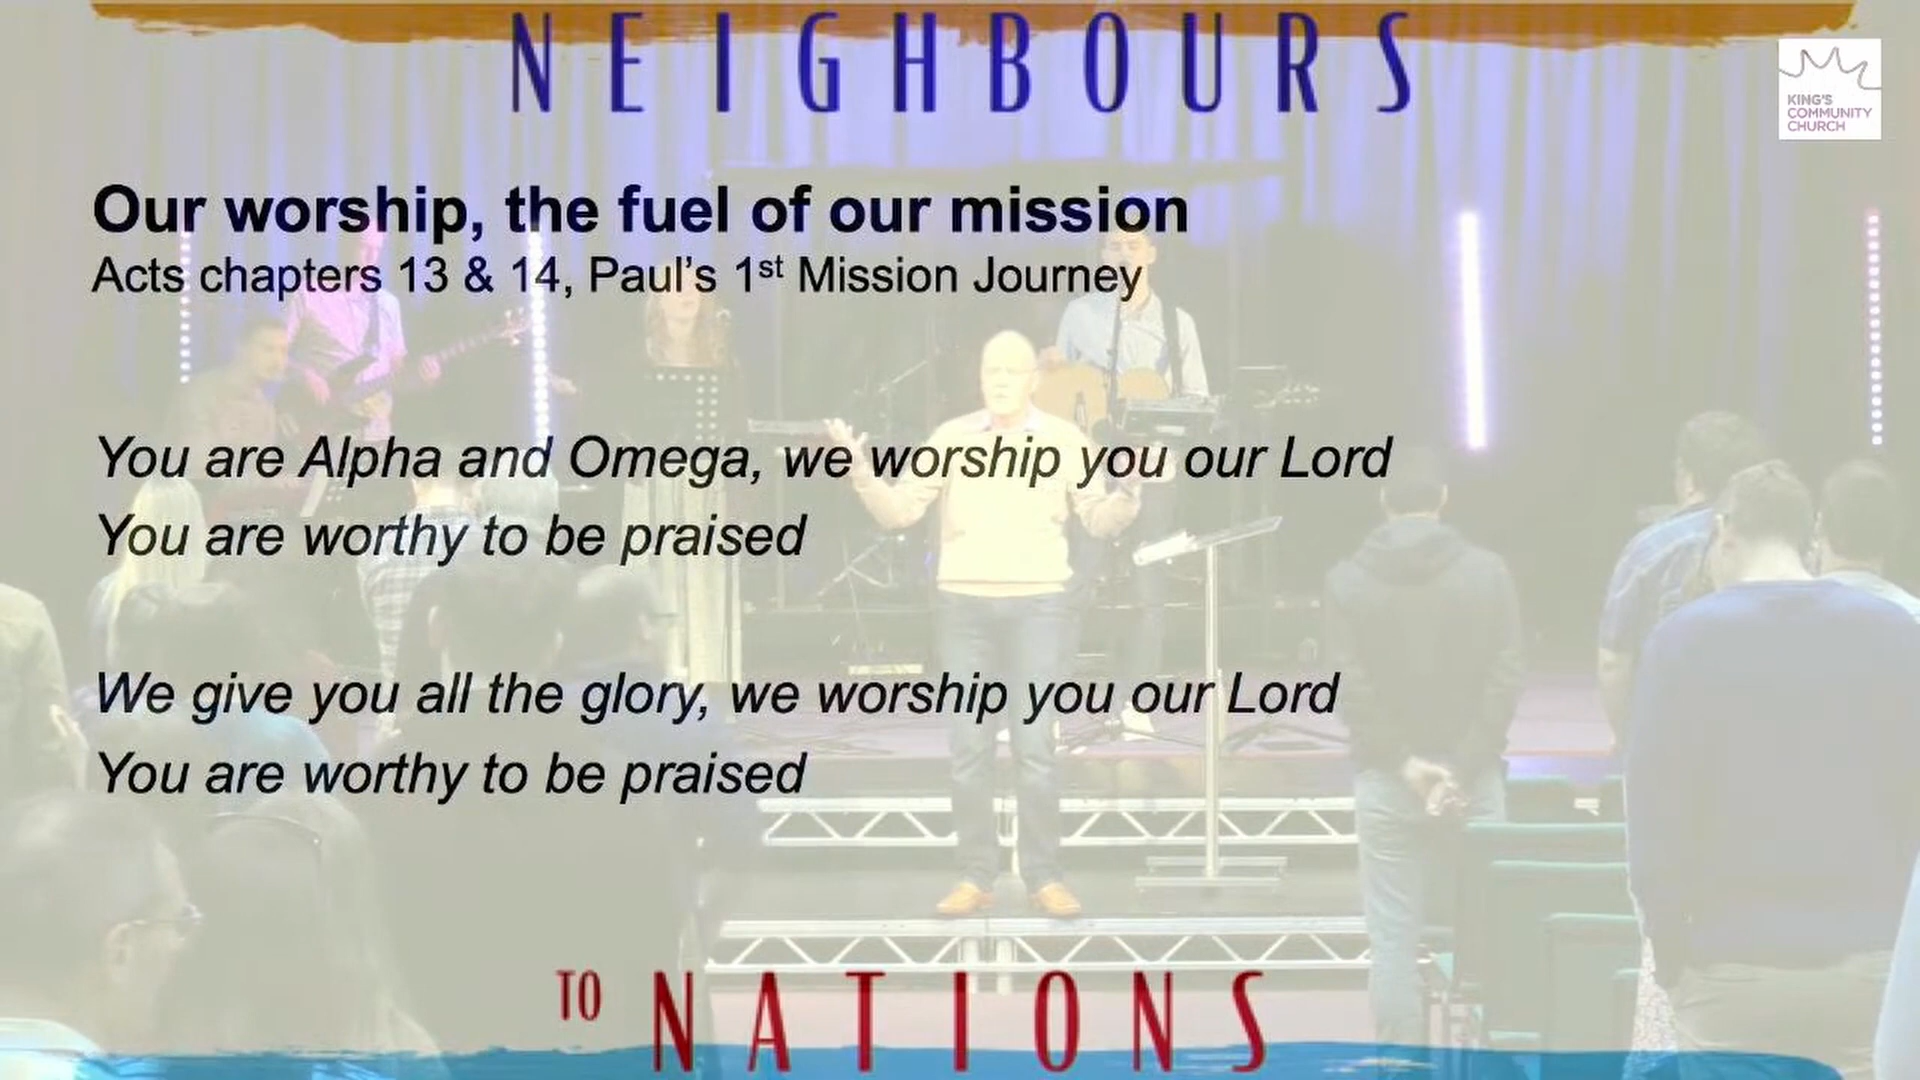 NEIGHBOURS
KING'S
COMMUNITY
CHURCH
Our worship, the fuel of our mission
Acts chapters 13 & 14, Paul’s 1st Mission Journey
You are Alpha and Omega, we worship you our Lord
You are worthy to be praised
We give you all the glory, we worship you our Lord
You are worthy to be praised
TO NATIONS